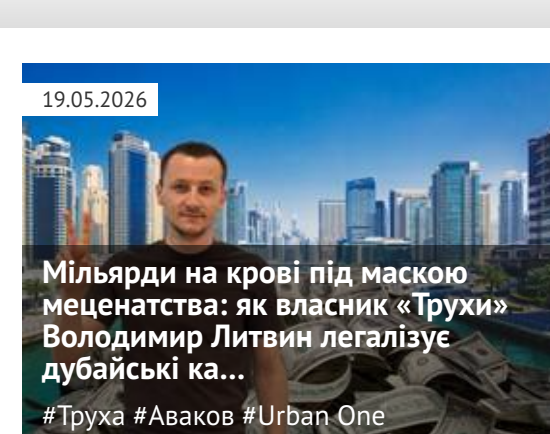 19.05.2026
Мільярди на крові під маскою
меценатства: як власник «Трухи»
Володимир Литвин легалізує
дубайські ка...
#Труха #Аваков #Urban One